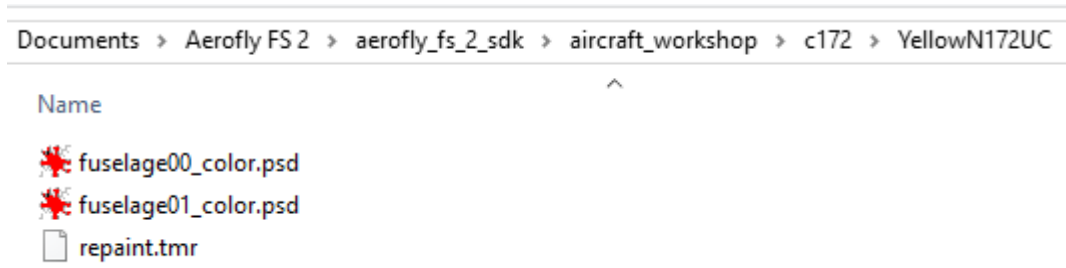 Documents > Aerofly FS 2 > aerofly_fs_2_sdk > aircraft_workshop > c172 > YellowN172UC
Name
fuselage00_color.psd
fuselage01_color.psd
repaint.tmr